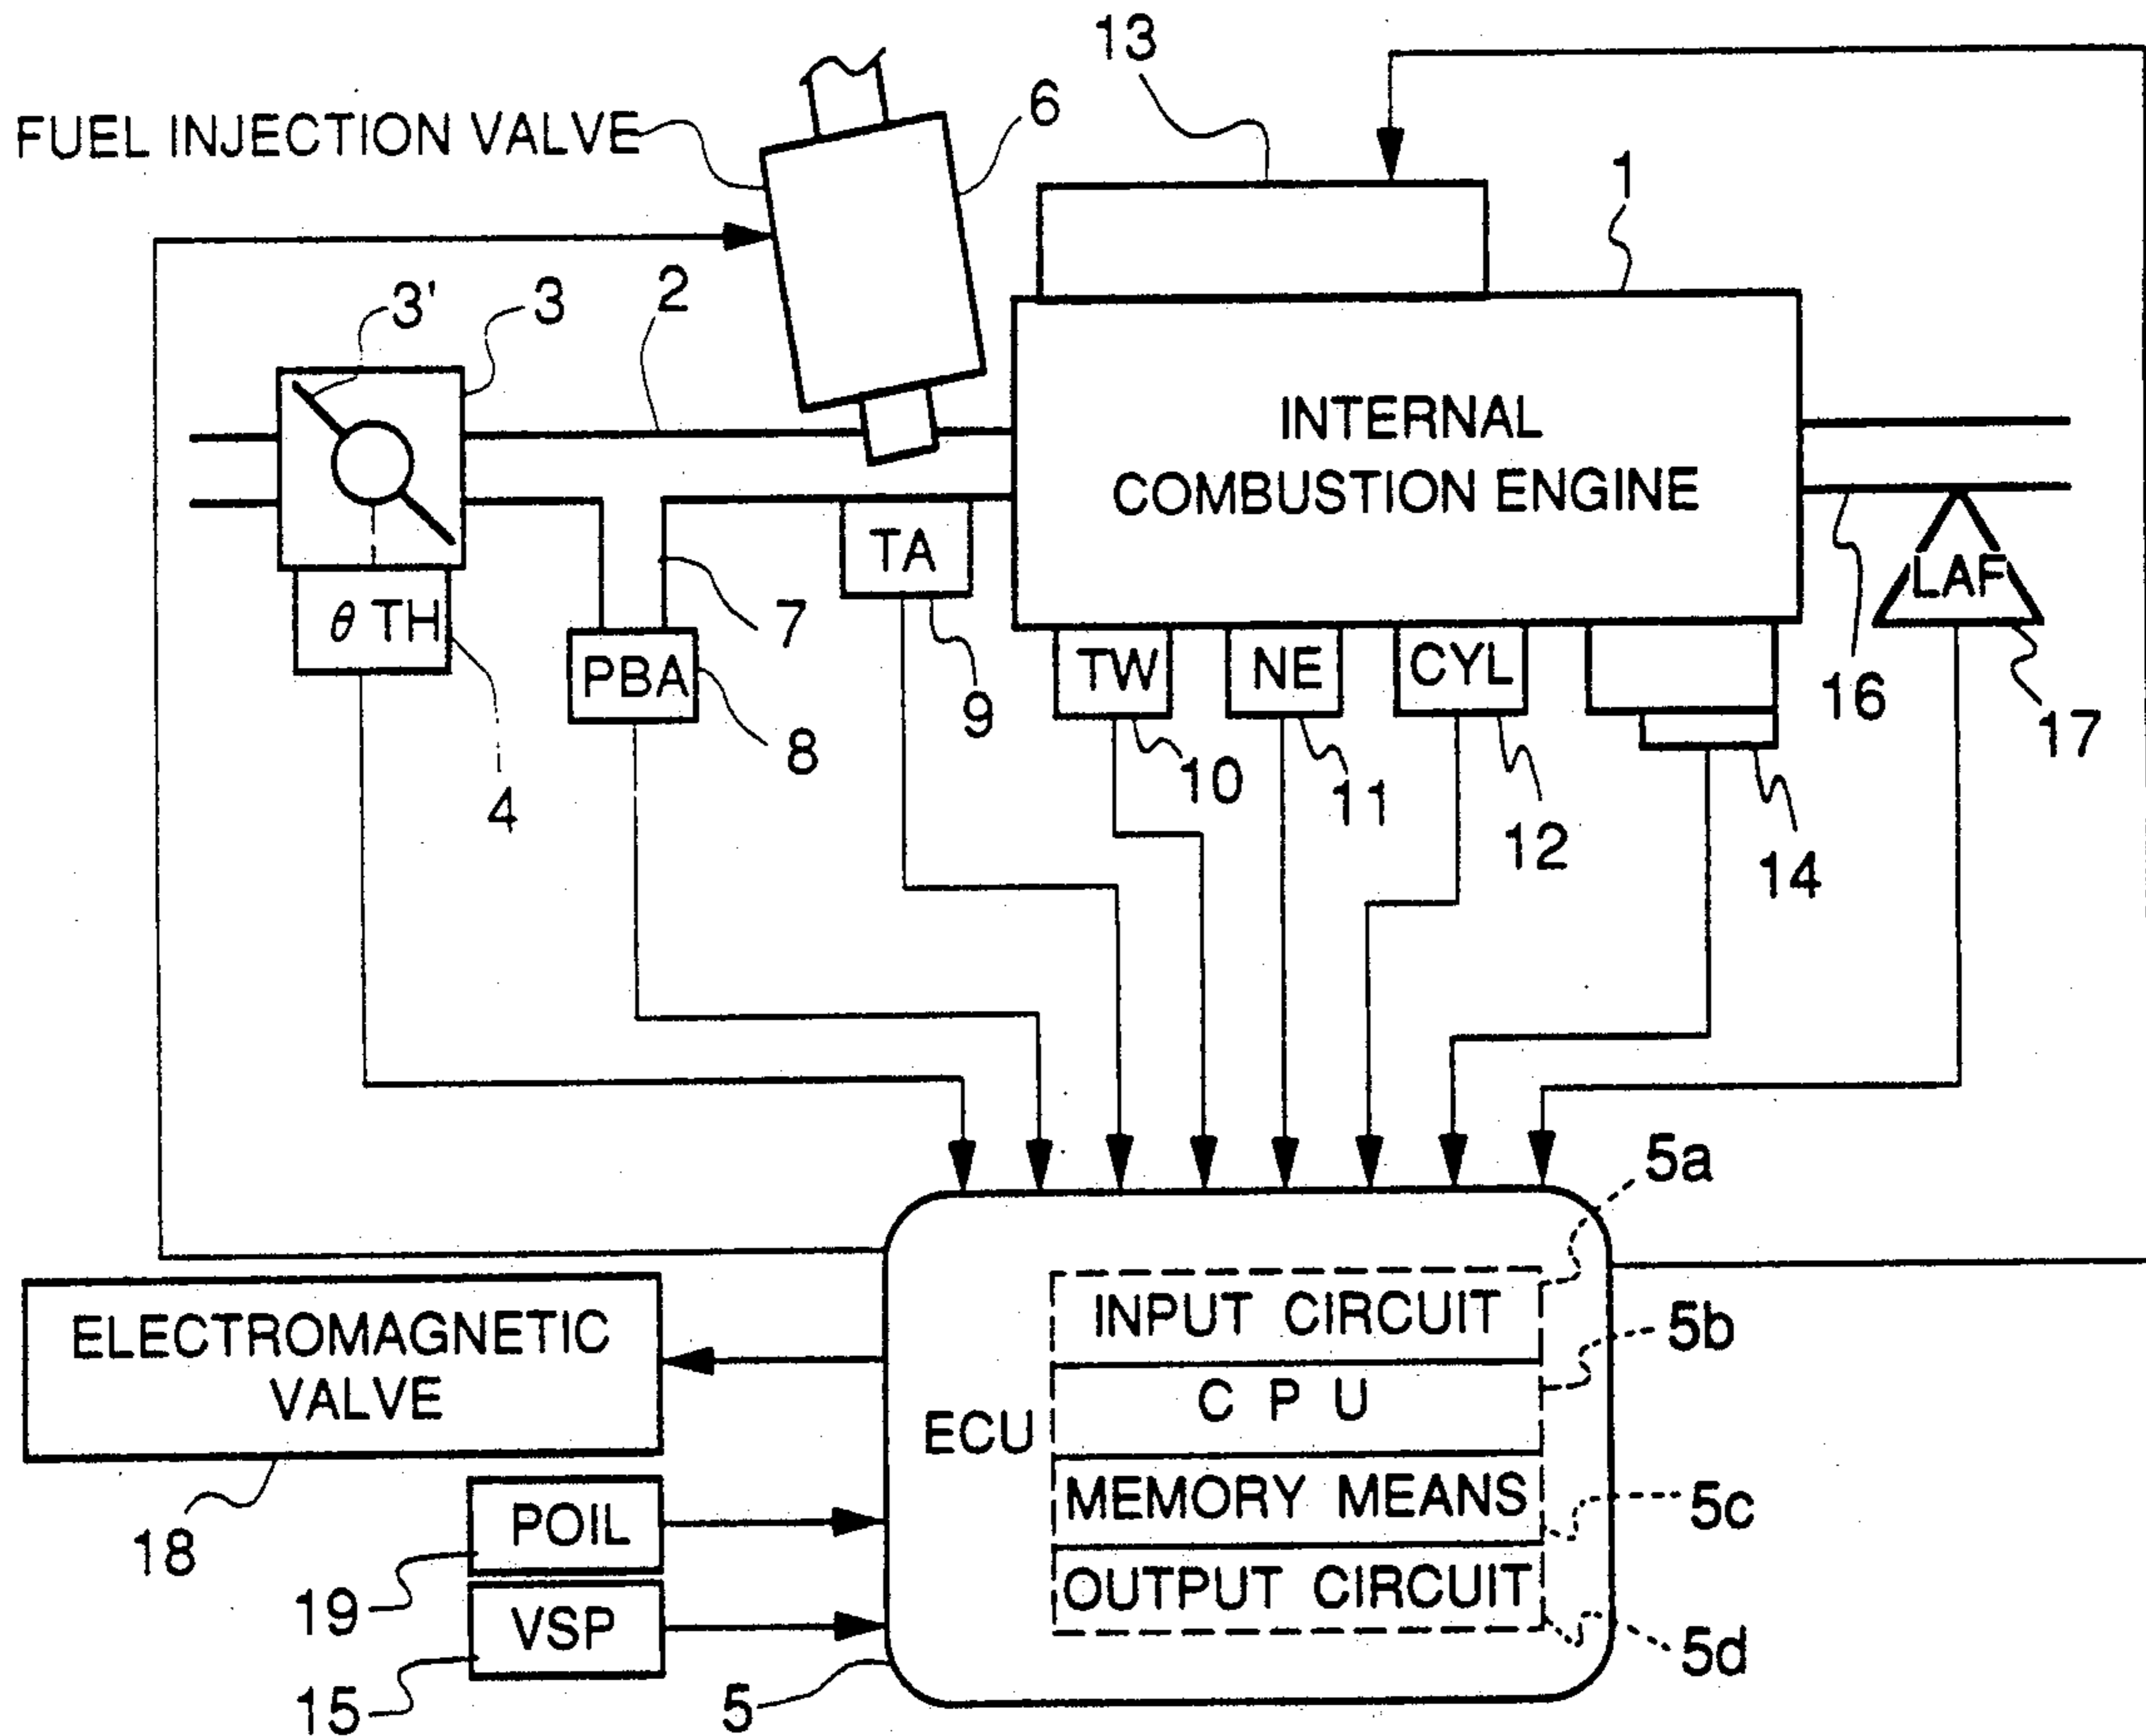 13
FUEL INJECTION VALVE
6
1
3'
3
2
INTERNAL
COMBUSTION ENGINE
θ TH
PBA
7
TA
LAF
TW
NE
CYL
4
8
9
10
11
12
14
16
17
5a
INPUT CIRCUIT
5b
C P U
ECU
MEMORY MEANS
5c
OUTPUT CIRCUIT
5d
ELECTROMAGNETIC
VALVE
18
POIL
19
VSP
15
5